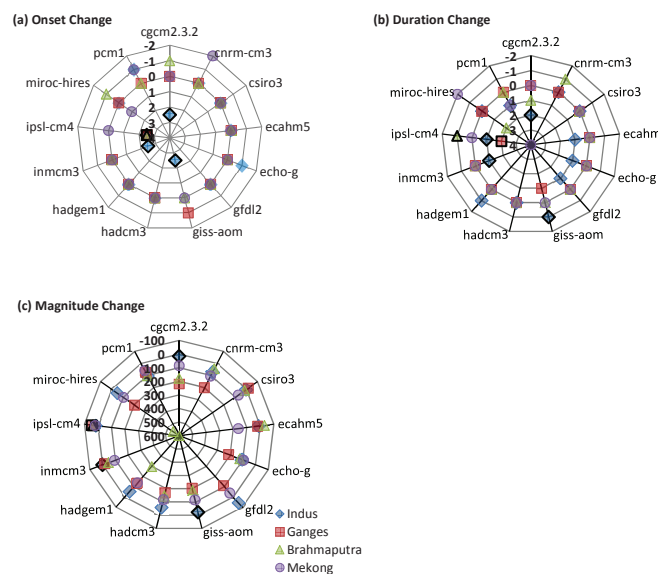 (a) Onset Change
cgcm2.3.2
cnrm-cm3
csiro3
ecahm5
echo-g
gfdl2
giss-aom
hadcm3
hadgem1
inmcm3
ipsl-cm4
miroc-hires
pcm1
-2
-1
0
1
2
3
(b) Duration Change
cgcm2.3.2
cnrm-cm3
csiro3
ecahm
echo-g
gfdl2
giss-aom
hadcm3
hadgem1
inmcm3
ipsl-cm4
miroc-hires
pcm1
-2
-1
0
1
2
3
4
(c) Magnitude Change
cgcm2.3.2
cnrm-cm3
csiro3
ecahm5
echo-g
gfdl2
giss-aom
hadcm3
hadgem1
inmcm3
ipsl-cm4
miroc-hires
pcm1
-100
0
100
200
300
400
500
600
Indus
Ganges
Brahmaputra
Mekong